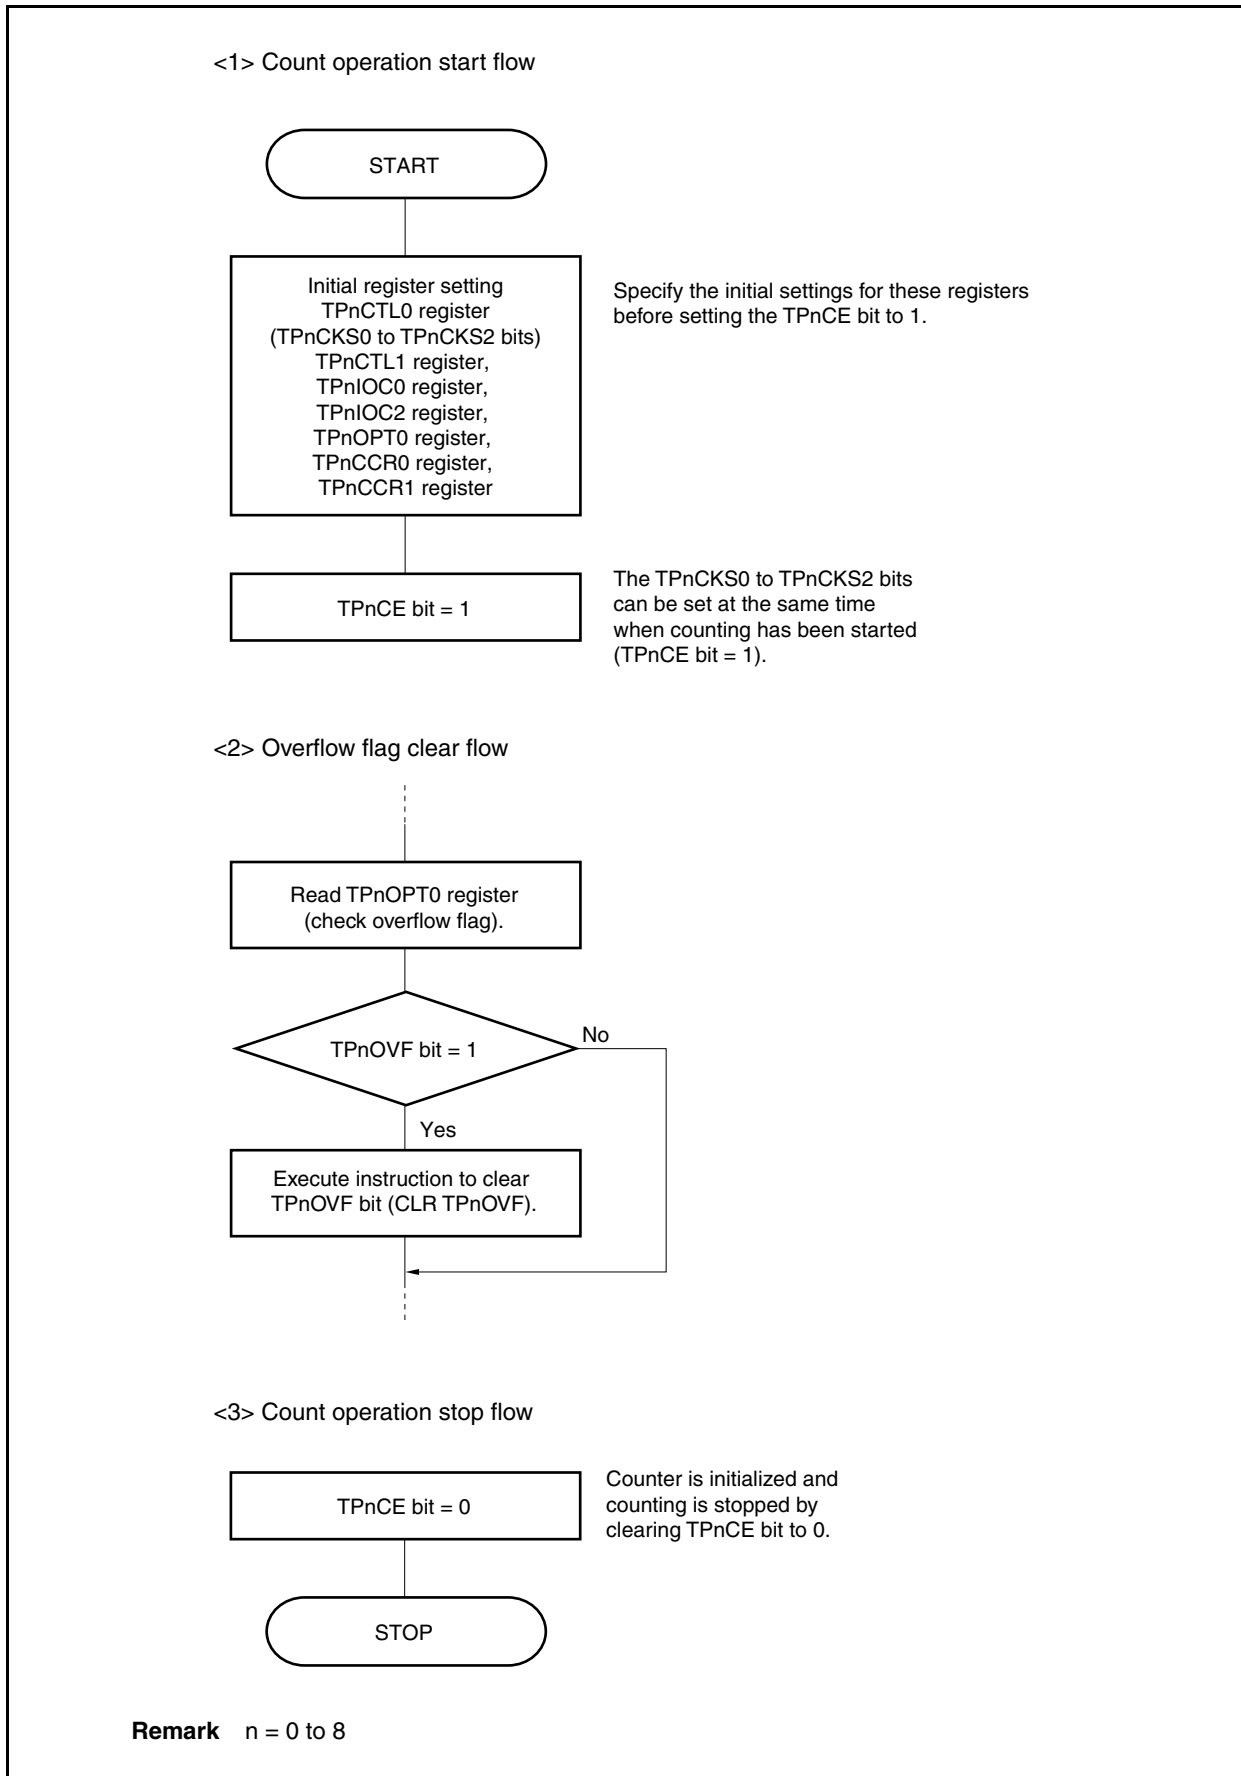 <1> Count operation start flow
START
Initial register setting
TPnCTL0 register
(TPnCKS0 to TPnCKS2 bits)
TPnCTL1 register,
TPnIOC0 register,
TPnIOC2 register,
TPnOPT0 register,
TPnCCR0 register,
TPnCCR1 register
Specify the initial settings for these registers
before setting the TPnCE bit to 1.
TPnCE bit = 1
The TPnCKS0 to TPnCKS2 bits
can be set at the same time
when counting has been started
(TPnCE bit = 1).
<2> Overflow flag clear flow
Read TPnOPT0 register
(check overflow flag).
TPnOVF bit = 1
No
Yes
Execute instruction to clear
TPnOVF bit (CLR TPnOVF).
<3> Count operation stop flow
TPnCE bit = 0
Counter is initialized and
counting is stopped by
clearing TPnCE bit to 0.
STOP
Remark n = 0 to 8